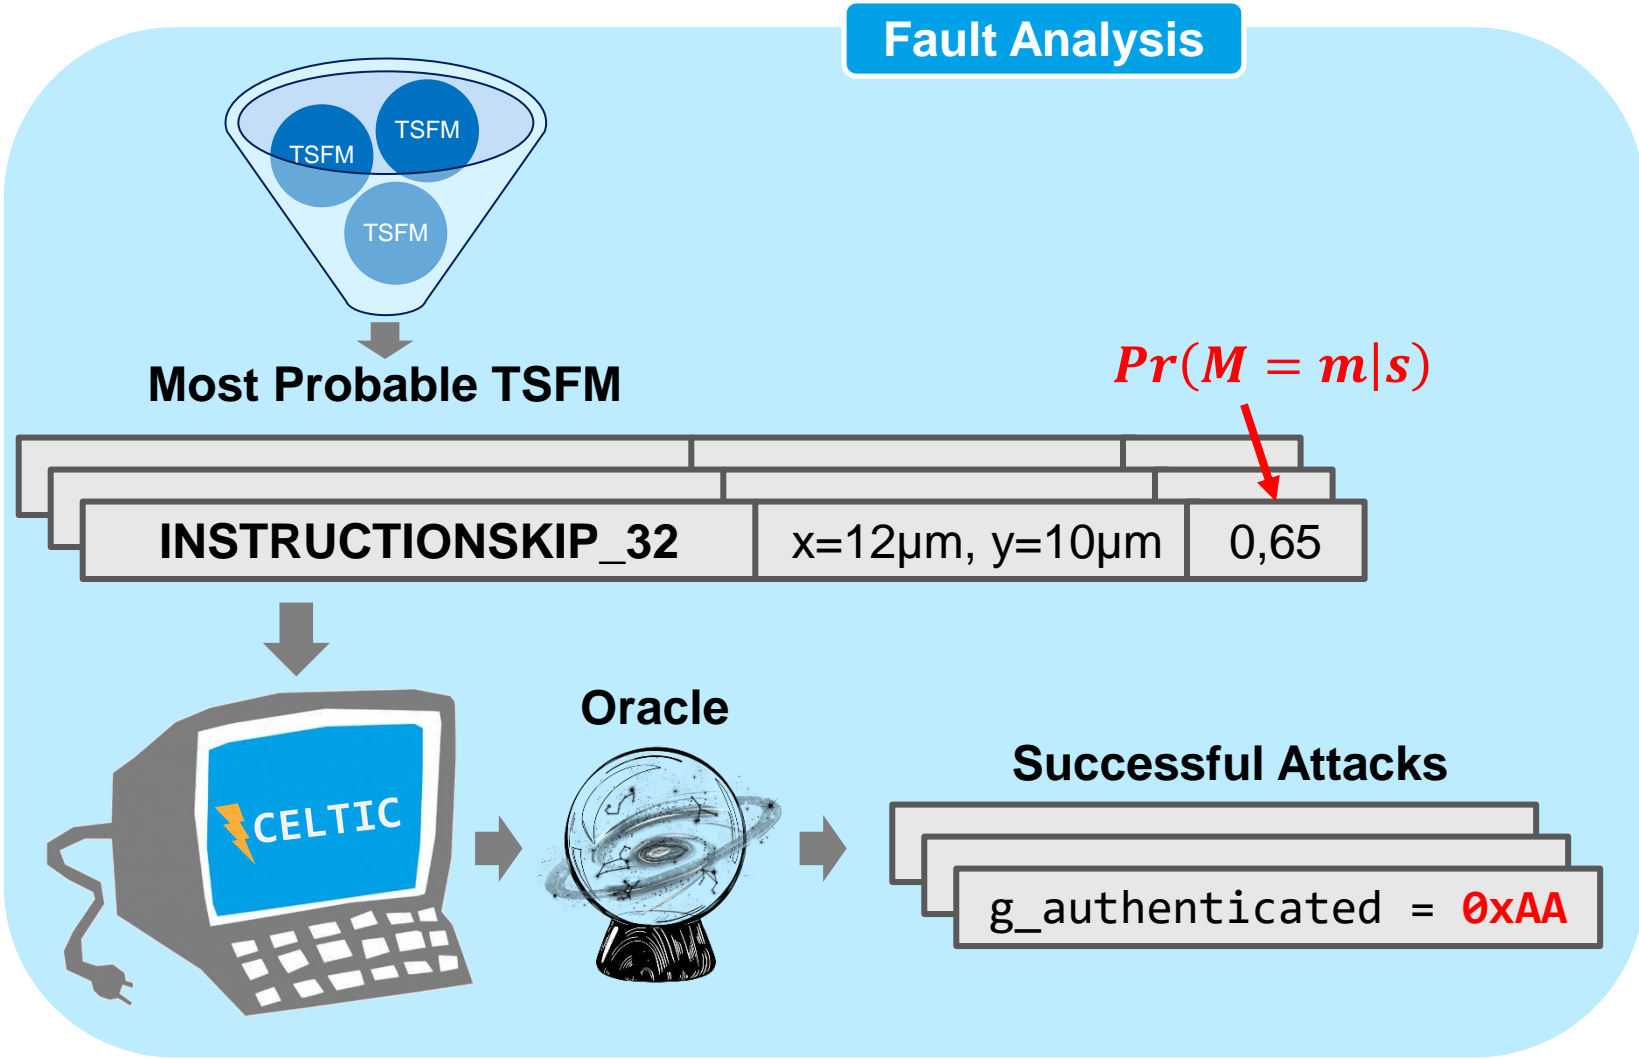 Fault Analysis
TSFM
TSFM
TSFM
Most Probable TSFM
Pr(M = m|s)
INSTRUCTIONSKIP_32 x=12µm, y=10µm 0,65
CELTIC
Oracle
Successful Attacks
g_authenticated = 0xAA